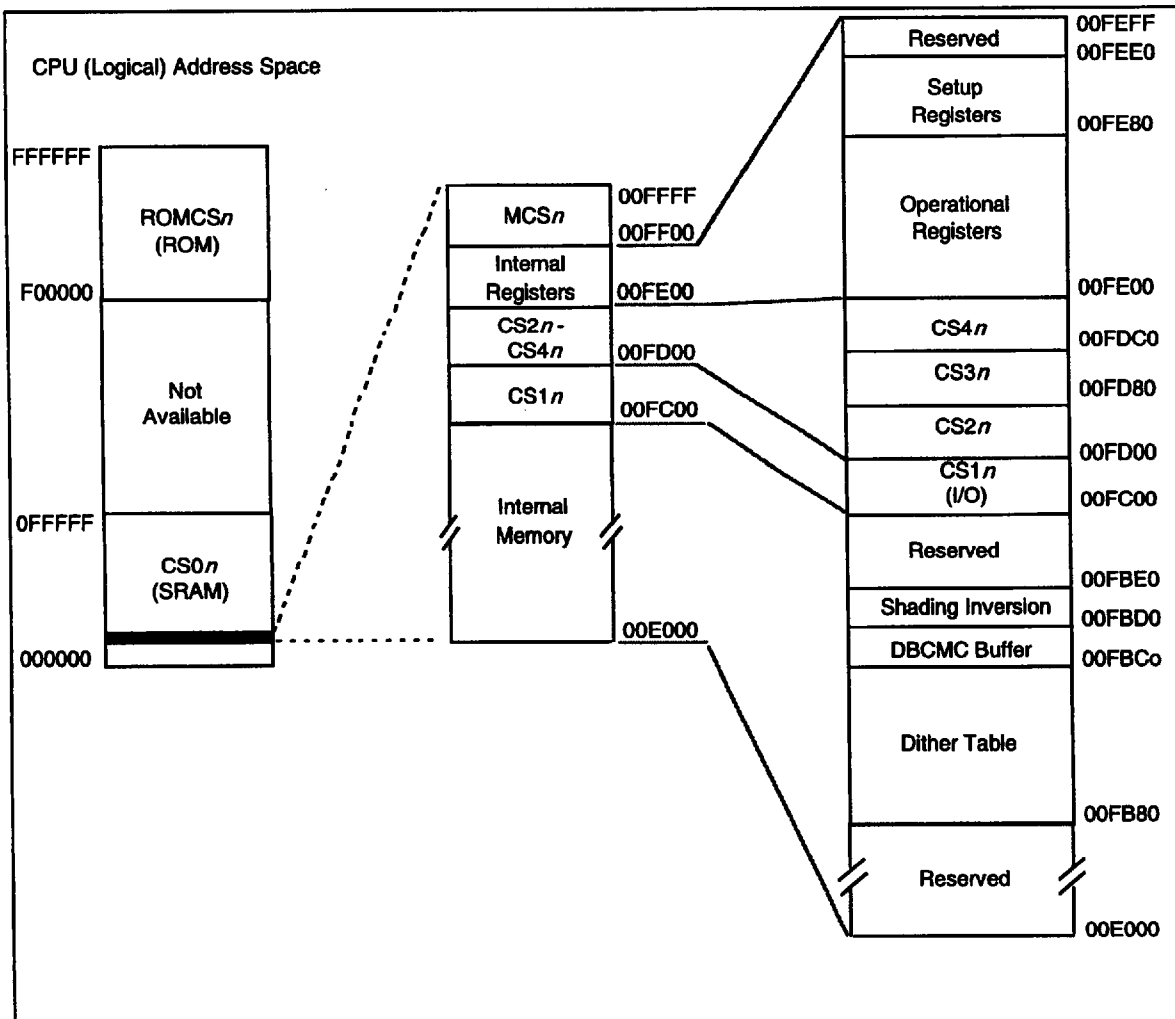 CPU (Logical) Address Space
FFFFFF
ROMCSn
(ROM)
F00000
Not
Available
0FFFFF
CS0n
(SRAM)
000000
MCSn
00FFFF
00FF00
Internal
Registers
00FE00
CS2n-
CS4n
00FD00
CS1n
00FC00
Internal
Memory
00E000
00FEFF
Reserved
00FEE0
Setup
Registers
00FE80
Operational
Registers
00FE00
CS4n
00FDC0
CS3n
00FD80
CS2n
00FD00
CS1n
(I/O)
00FC00
Reserved
00FBE0
Shading Inversion
00FBD0
DBCMC Buffer
00FBCo
Dither Table
00FB80
Reserved
00E000